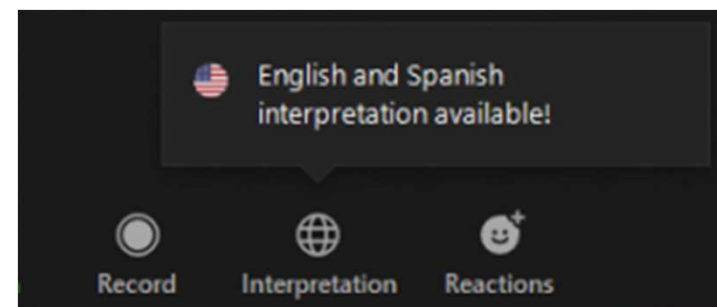 English and Spanish
interpretation available!
Record
Interpretation
Reactions